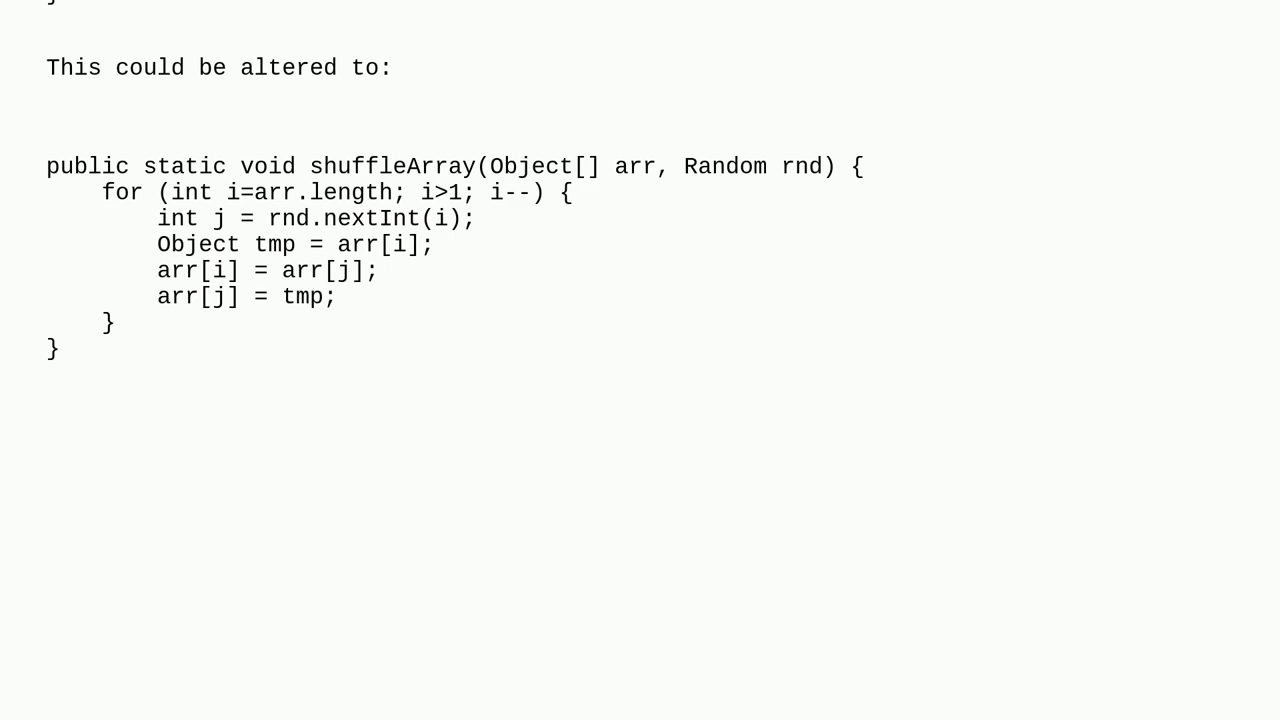 }
This could be altered to:
public static void shuffleArray(Object[] arr, Random rnd) {
    for (int i=arr.length; i>1; i--) {
        int j = rnd.nextInt(i);
        Object tmp = arr[i];
        arr[i] = arr[j];
        arr[j] = tmp;
    }
}